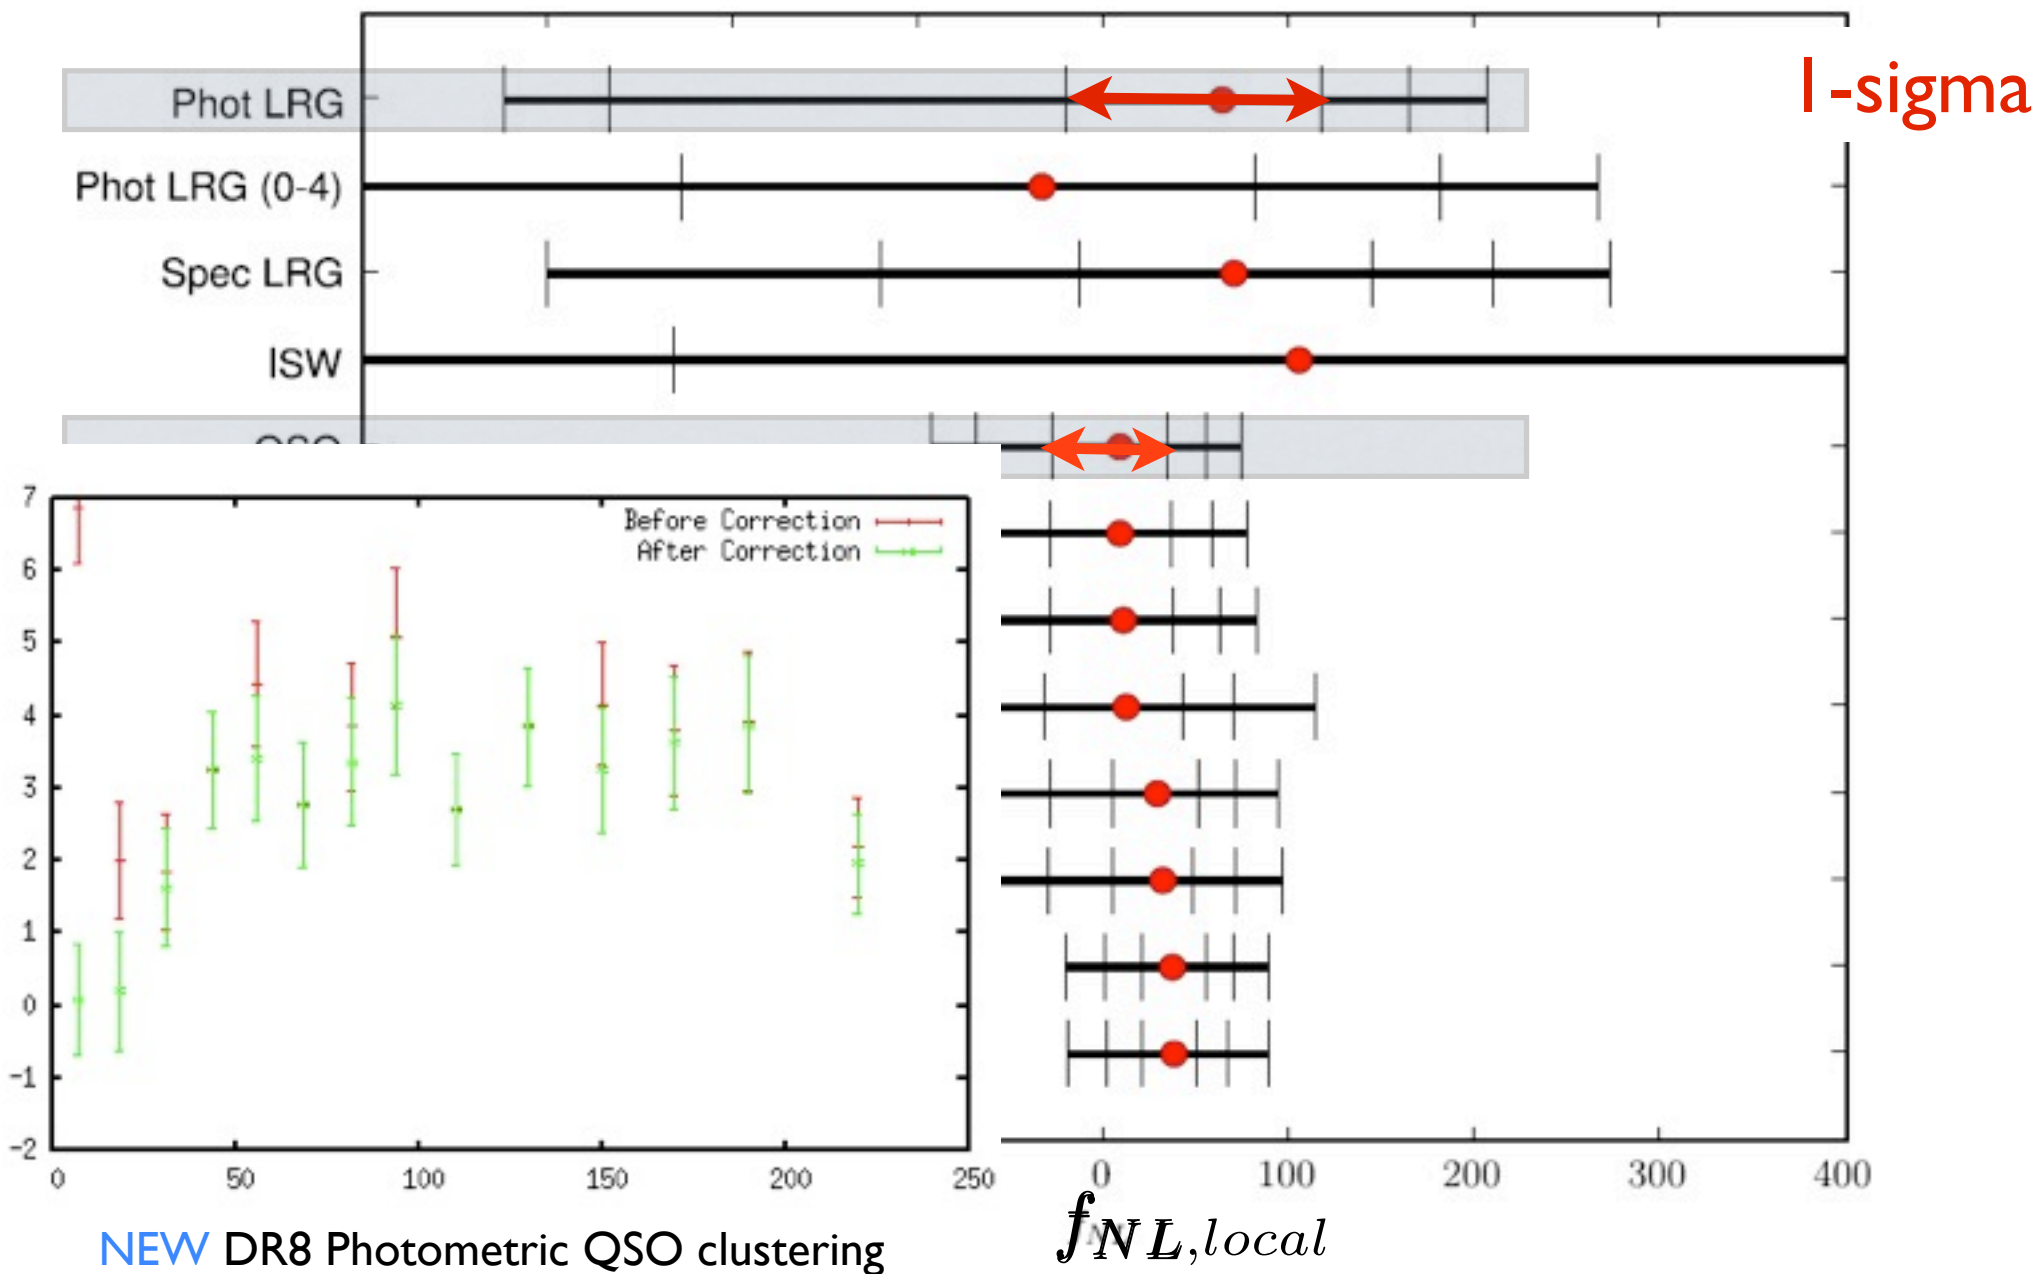 1-sigma
Phot LRG
Phot LRG (0-4)
Spec LRG
ISW
QSO
7
6
5
4
3
2
1
0
-1
-2
Before Correction
After Correction
0 50 100 150 200 250
0 100 200 300 400
NEW DR8 Photometric QSO clustering
f_{NL,local}